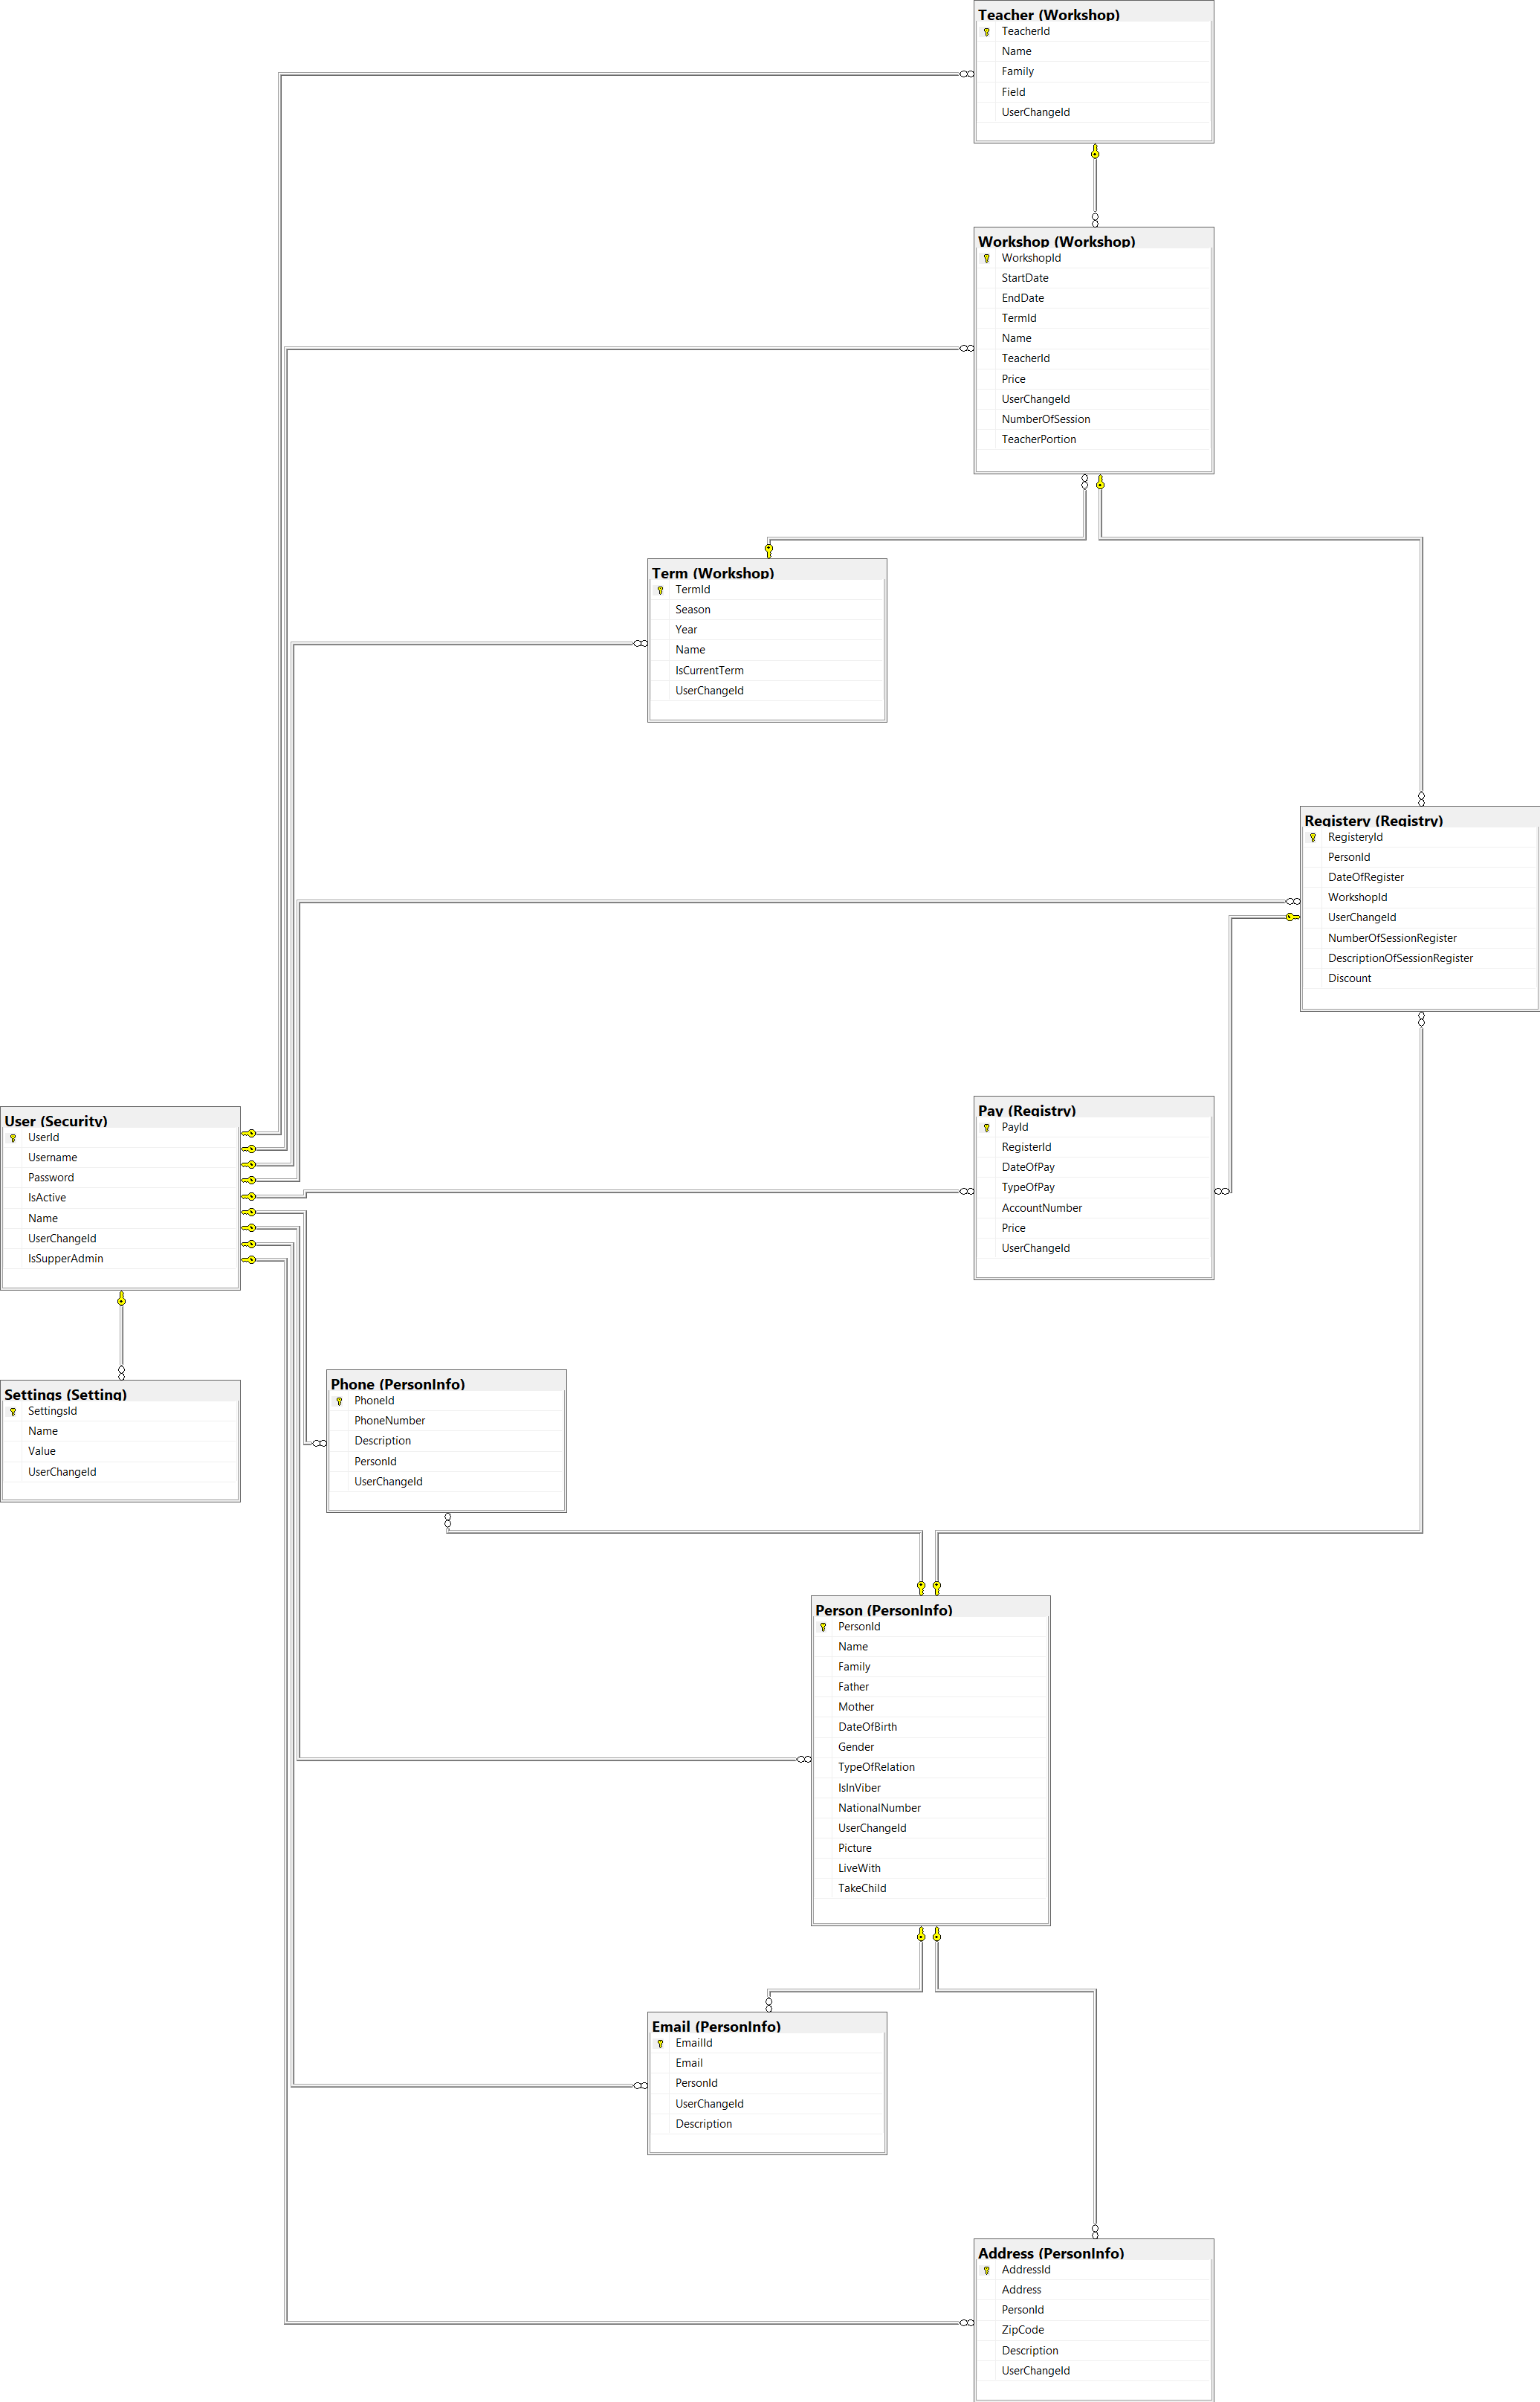 Teacher (Workshop)
TeacherId
Name
Family
Field
UserChangeId
Workshop (Workshop)
WorkshopId
StartDate
EndDate
TermId
Name
TeacherId
Price
UserChangeId
NumberOfSession
TeacherPortion
Term (Workshop)
TermId
Season
Year
Name
IsCurrentTerm
UserChangeId
Registery (Registry)
RegisteryId
PersonId
DateOfRegister
WorkshopId
UserChangeId
NumberOfSessionRegister
DescriptionOfSessionRegister
Discount
Pay (Registry)
PayId
RegisterId
DateOfPay
TypeOfPay
AccountNumber
Price
UserChangeId
User (Security)
UserId
Username
Password
IsActive
Name
UserChangeId
IsSupperAdmin
Settings (Setting)
SettingsId
Name
Value
UserChangeId
Phone (PersonInfo)
PhoneId
PhoneNumber
Description
PersonId
UserChangeId
Person (PersonInfo)
PersonId
Name
Family
Father
Mother
DateOfBirth
Gender
TypeOfRelation
IsInViber
NationalNumber
UserChangeId
Picture
LiveWith
TakeChild
Email (PersonInfo)
EmailId
Email
PersonId
UserChangeId
Description
Address (PersonInfo)
AddressId
Address
PersonId
ZipCode
Description
UserChangeId